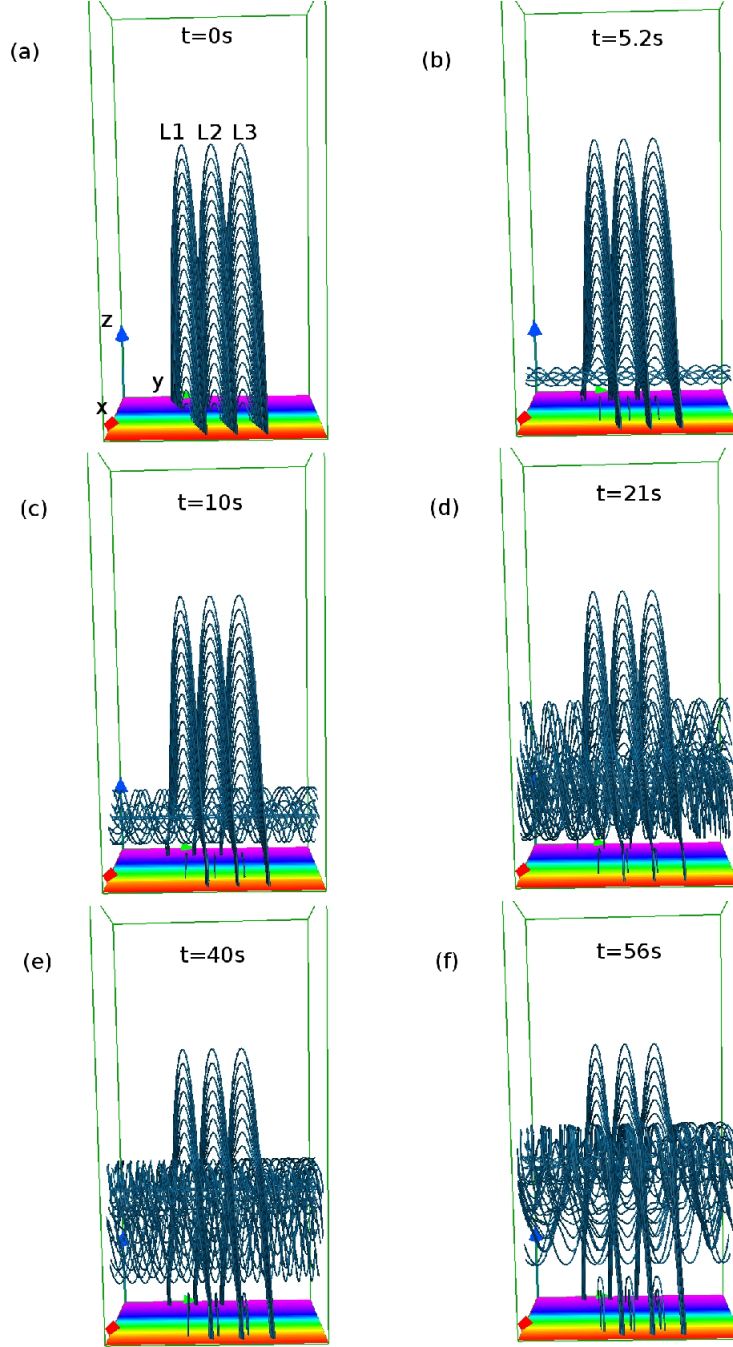 (a)
t=0s
L1 L2 L3
z
y
x
(b)
t=5.2s
(c)
t=10s
(d)
t=21s
(e)
t=40s
(f)
t=56s